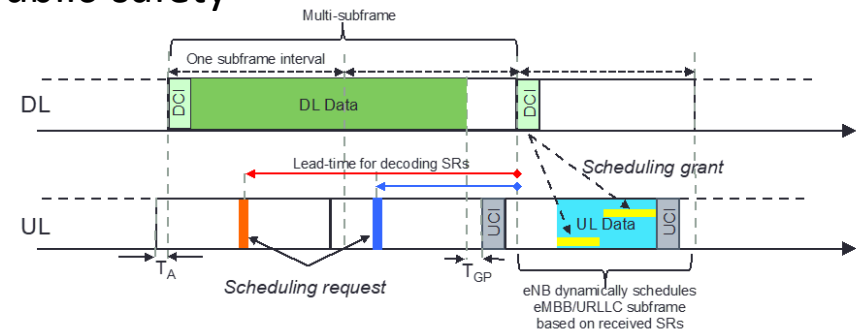 Multi-subframe
One subframe interval
DL
DCI
DL Data
DCI
Lead-time for decoding SRs
Scheduling grant
UL
UCI
UL Data
UCI
TA
Scheduling request
TGP
eNB dynamically schedules
eMBB/URLLC subframe
based on received SRs